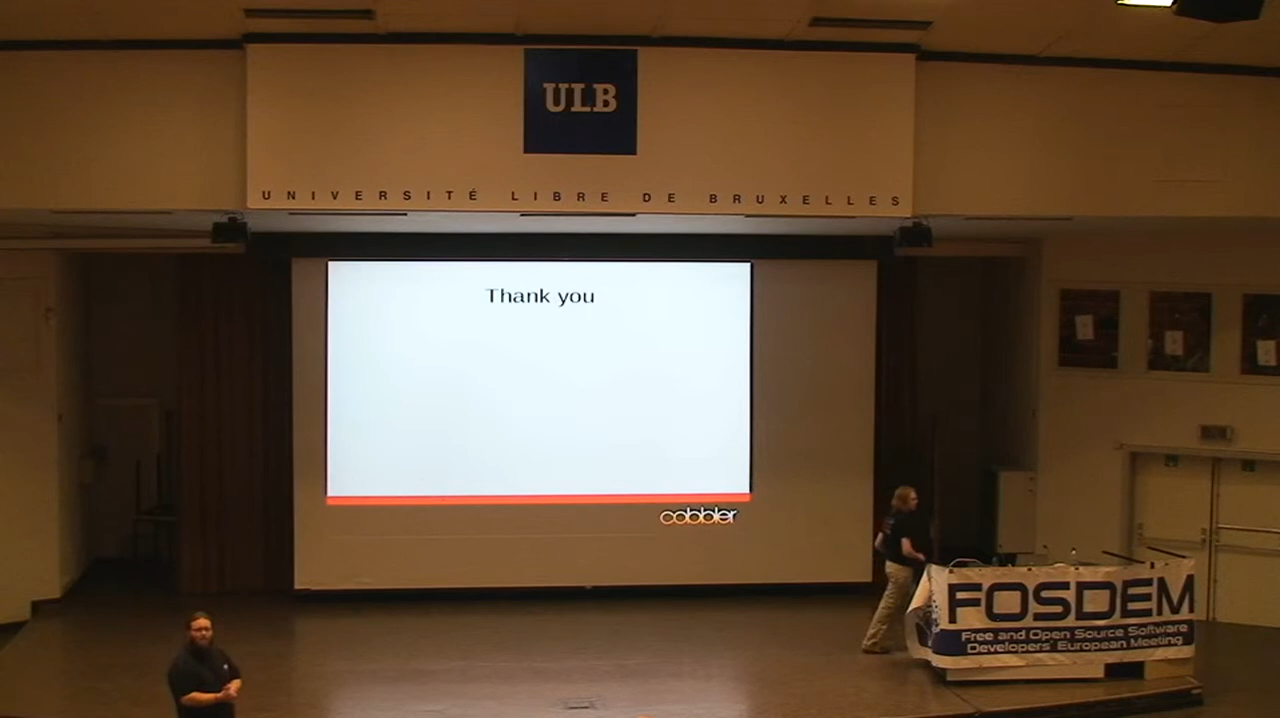 ULB
UNIVERSITÉ LIBRE DE BRUXELLES
Thank you
cobbler
FOSDEM
Free and Open Source Software
Developers' European Meeting